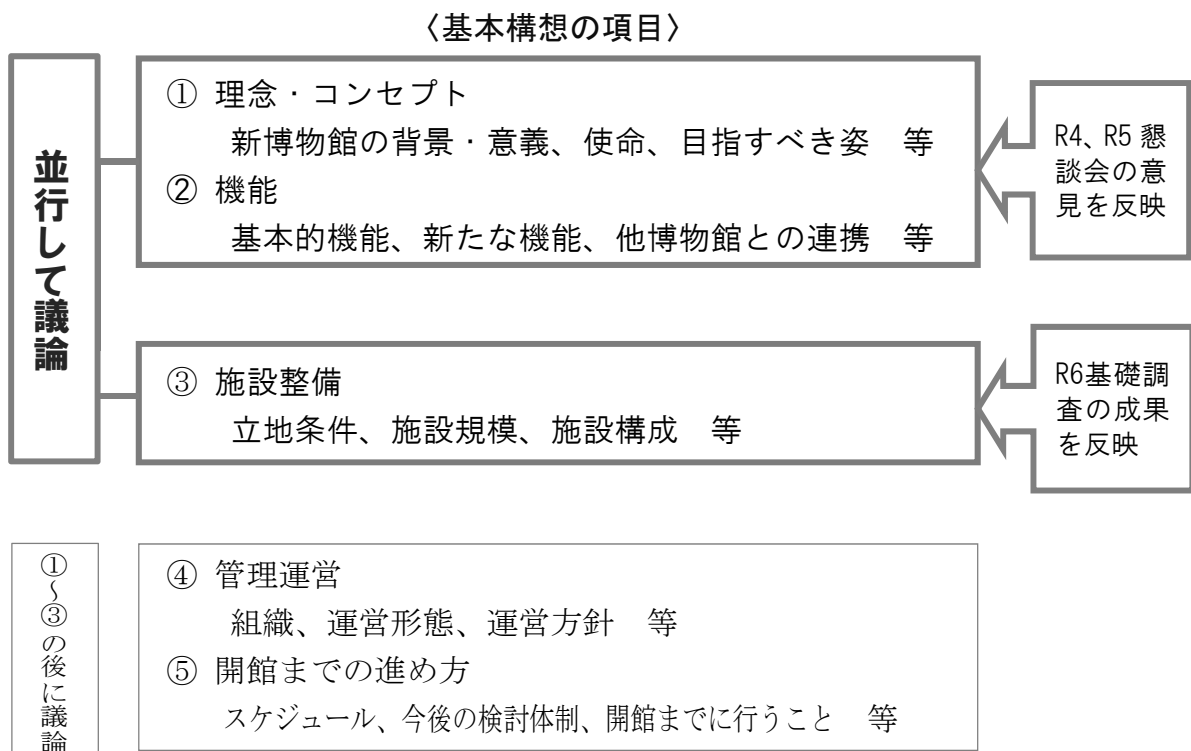 〈基本構想の項目〉
並行して議論
① 理念・コンセプト
新博物館の背景・意義、使命、目指すべき姿　等
② 機能
基本的機能、新たな機能、他博物館との連携　等
R4、R5 懇
談会の意
見を反映
③ 施設整備
立地条件、施設規模、施設構成　等
R6基礎調
査の成果
を反映
①～③の後に議論
④ 管理運営
組織、運営形態、運営方針　等
⑤ 開館までの進め方
スケジュール、今後の検討体制、開館までに行うこと　等